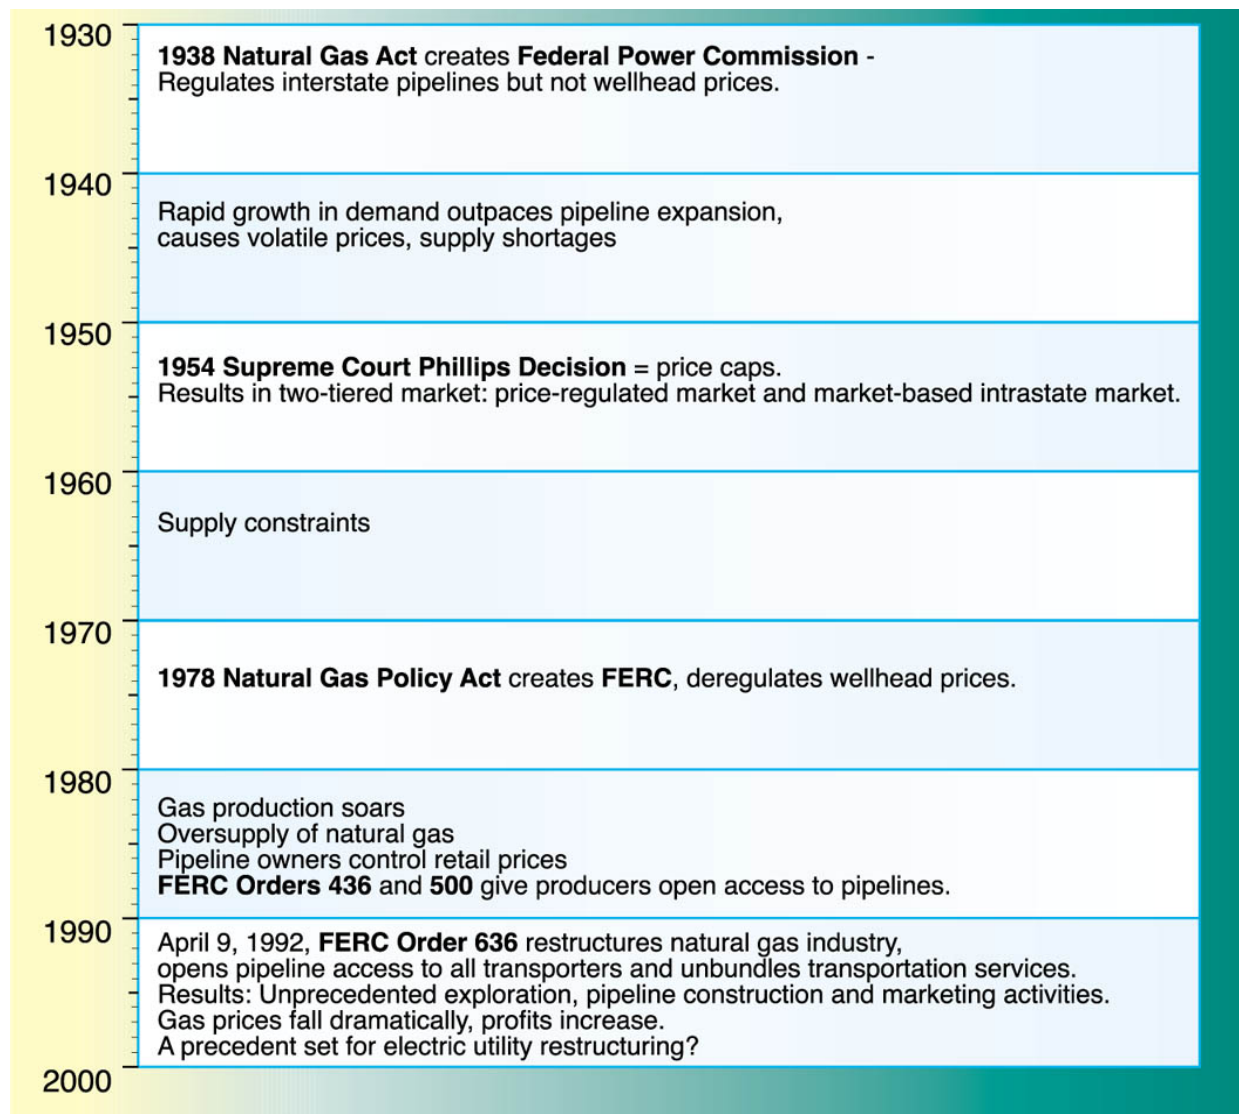 1930
1938 Natural Gas Act creates Federal Power Commission -
Regulates interstate pipelines but not wellhead prices.
1940
Rapid growth in demand outpaces pipeline expansion,
causes volatile prices, supply shortages
1950
1954 Supreme Court Phillips Decision = price caps.
Results in two-tiered market: price-regulated market and market-based intrastate market.
1960
Supply constraints
1970
1978 Natural Gas Policy Act creates FERC, deregulates wellhead prices.
1980
Gas production soars
Oversupply of natural gas
Pipeline owners control retail prices
FERC Orders 436 and 500 give producers open access to pipelines.
1990
April 9, 1992, FERC Order 636 restructures natural gas industry,
opens pipeline access to all transporters and unbundles transportation services.
Results: Unprecedented exploration, pipeline construction and marketing activities.
Gas prices fall dramatically, profits increase.
A precedent set for electric utility restructuring?
2000